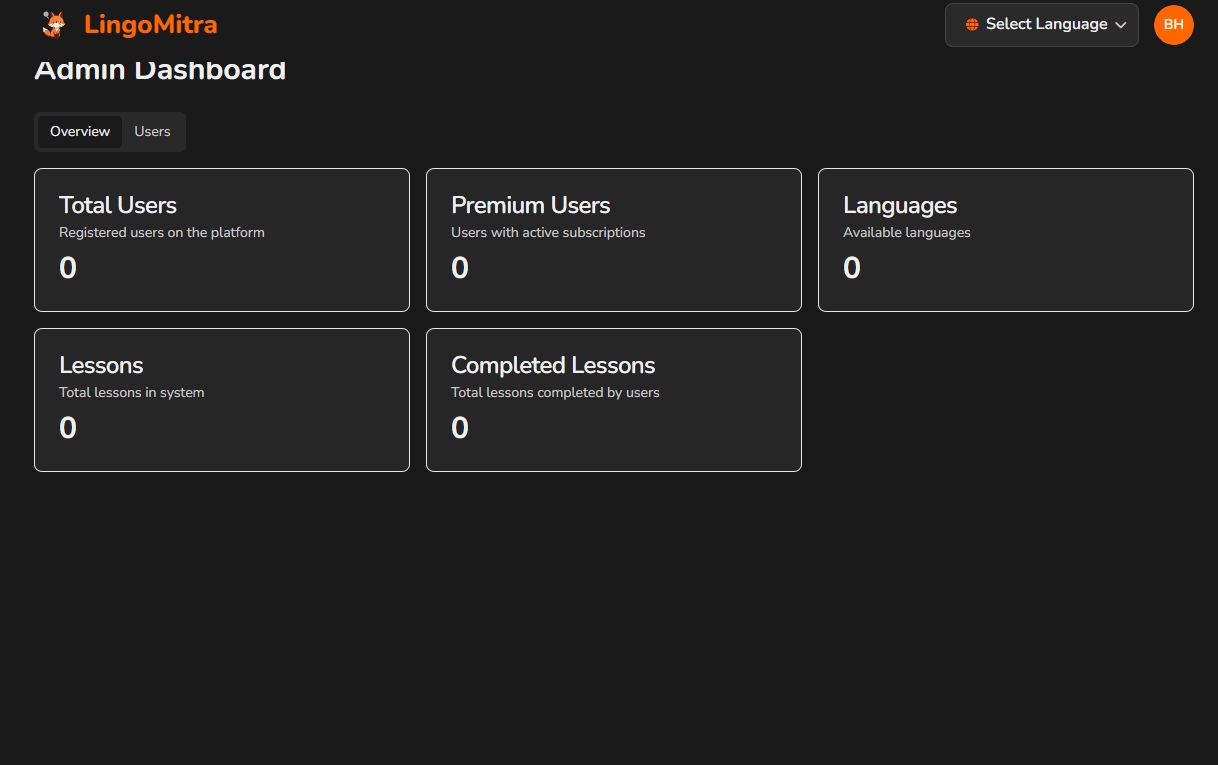 LingoMitra
Select Language
BH
Admin Dashboard
Overview Users
Total Users
Registered users on the platform
0
Premium Users
Users with active subscriptions
0
Languages
Available languages
0
Lessons
Total lessons in system
0
Completed Lessons
Total lessons completed by users
0